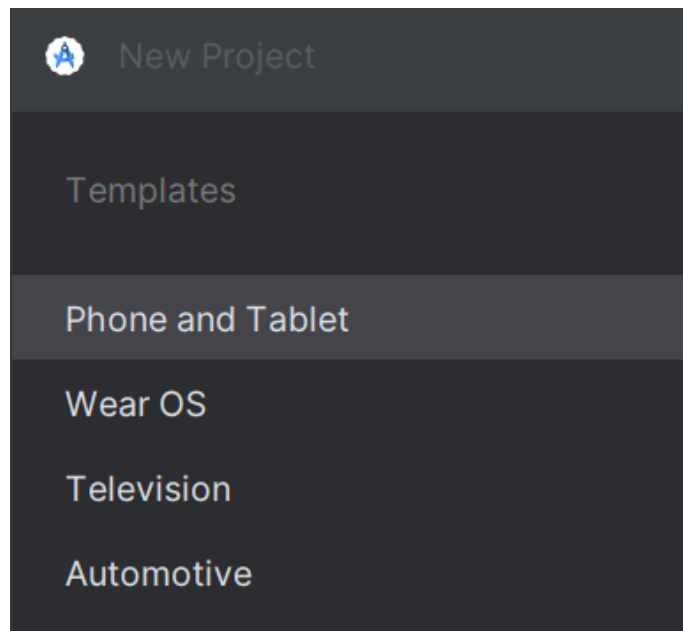 New Project
Templates
Phone and Tablet
Wear OS
Television
Automotive